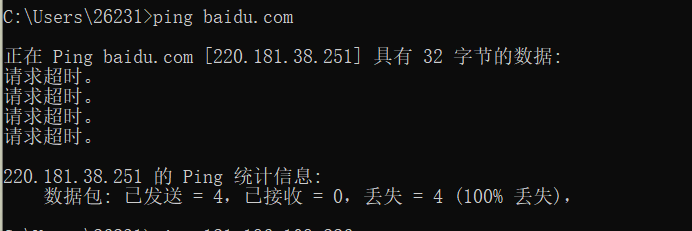 C:\Users\26231>ping baidu.com
正在 Ping baidu.com [220.181.38.251] 具有 32 字节的数据:
请求超时。
请求超时。
请求超时。
请求超时。
220.181.38.251 的 Ping 统计信息:
数据包: 已发送 = 4，已接收 = 0，丢失 = 4 (100% 丢失)，